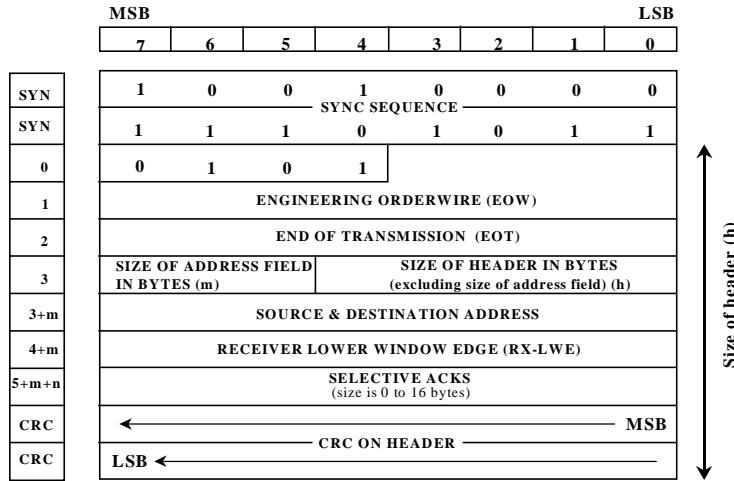 MSB LSB
7 6 5 4 3 2 1 0
SYN 1 0 0 1 0 0 0 0
SYNC SEQUENCE
SYN 1 1 1 0 1 0 1 1
0 0 1 0 1
1 ENGINEERING ORDERWIRE (EOW)
2 END OF TRANSMISSION (EOT)
3 SIZE OF ADDRESS FIELD IN BYTES (m) SIZE OF HEADER IN BYTES (excluding size of address field) (h)
3+m SOURCE & DESTINATION ADDRESS
4+m RECEIVER LOWER WINDOW EDGE (RX-LWE)
5+m+n SELECTIVE ACKS
(size is 0 to 16 bytes)
CRC MSB
CRC ON HEADER
CRC LSB
Size of header (h)